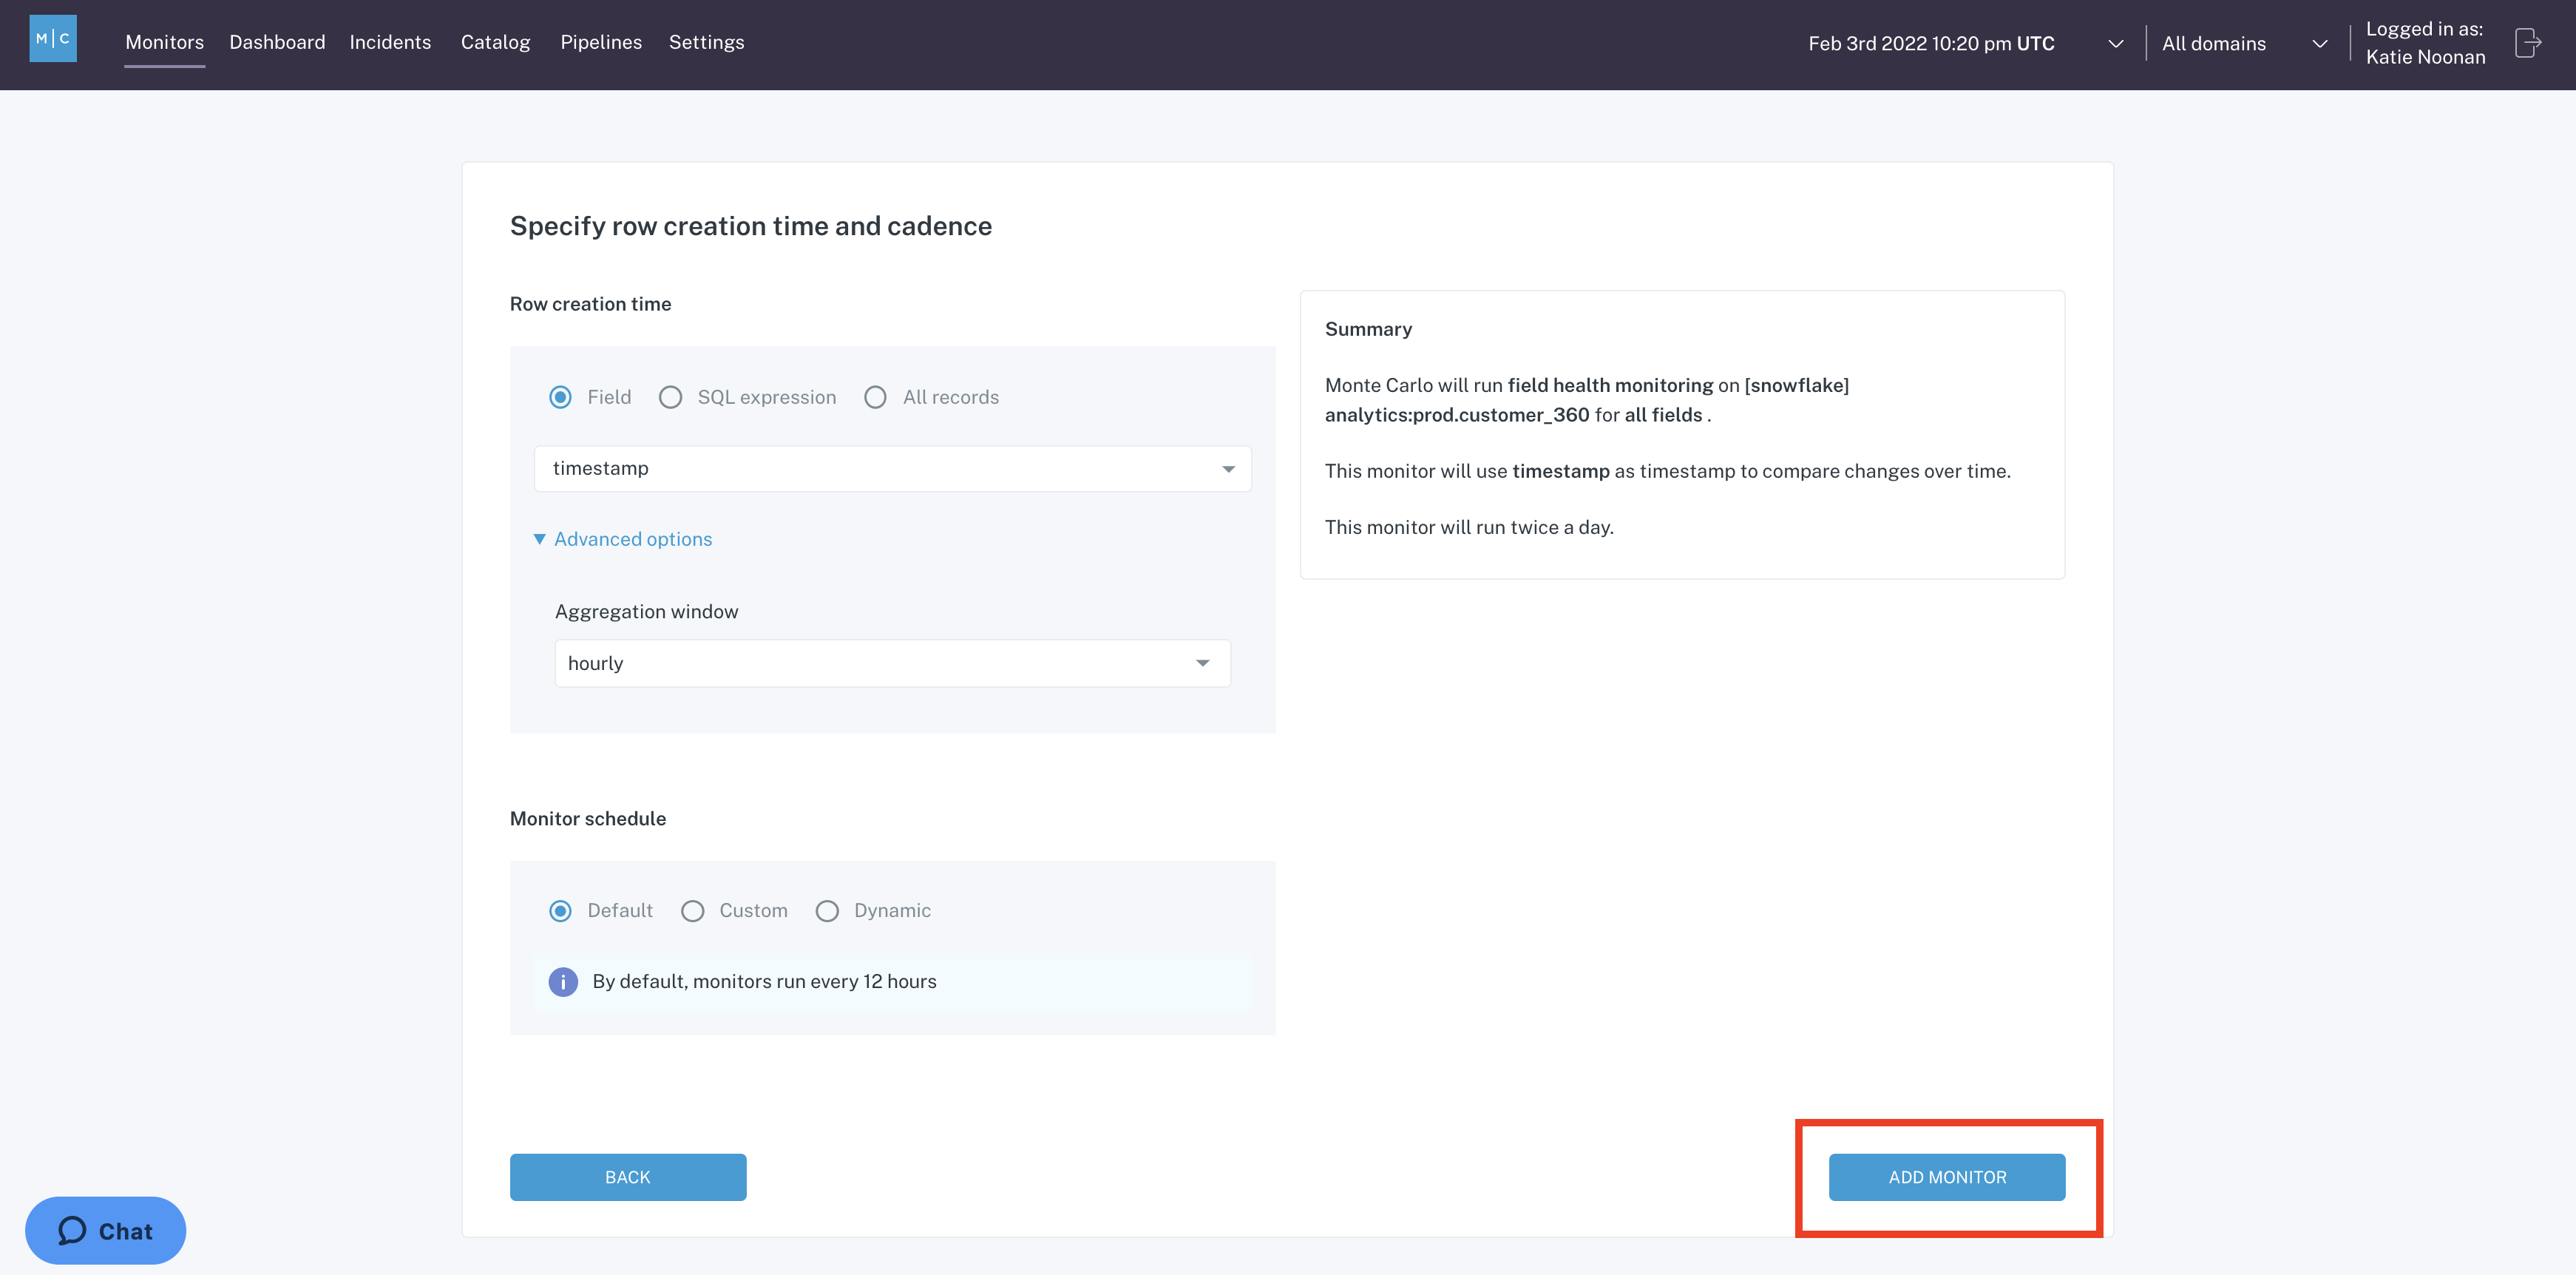 M|C
Monitors Dashboard Incidents Catalog Pipelines Settings
Feb 3rd 2022 10:20 pm UTC
All domains
Logged in as:
Katie Noonan
Specify row creation time and cadence
Row creation time
Field SQL expression All records
timestamp
Advanced options
Aggregation window
hourly
Summary
Monte Carlo will run field health monitoring on [snowflake]
analytics:prod.customer_360 for all fields .
This monitor will use timestamp as timestamp to compare changes over time.
This monitor will run twice a day.
Monitor schedule
Default Custom Dynamic
i By default, monitors run every 12 hours
BACK
ADD MONITOR
Chat